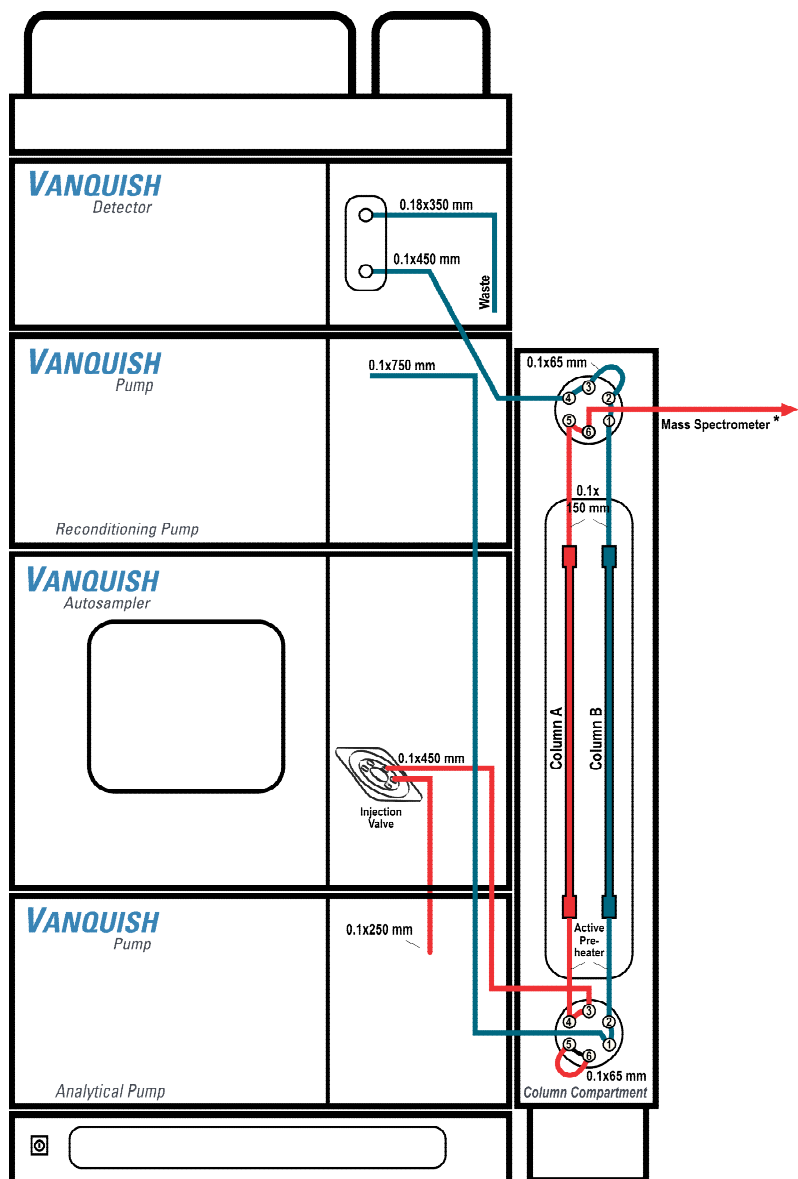 VANQUISH
Detector
0.18x350 mm
0.1x450 mm
Waste
VANQUISH
Pump
0.1x750 mm
Reconditioning Pump
0.1x65 mm
3
4
2
5
1
6
Mass Spectrometer *
0.1x
150 mm
Column A
Column B
VANQUISH
Autosampler
0.1x450 mm
Injection
Valve
VANQUISH
Pump
0.1x250 mm
Analytical Pump
Active
Pre-
heater
3
4
2
5
1
6
0.1x65 mm
Column Compartment